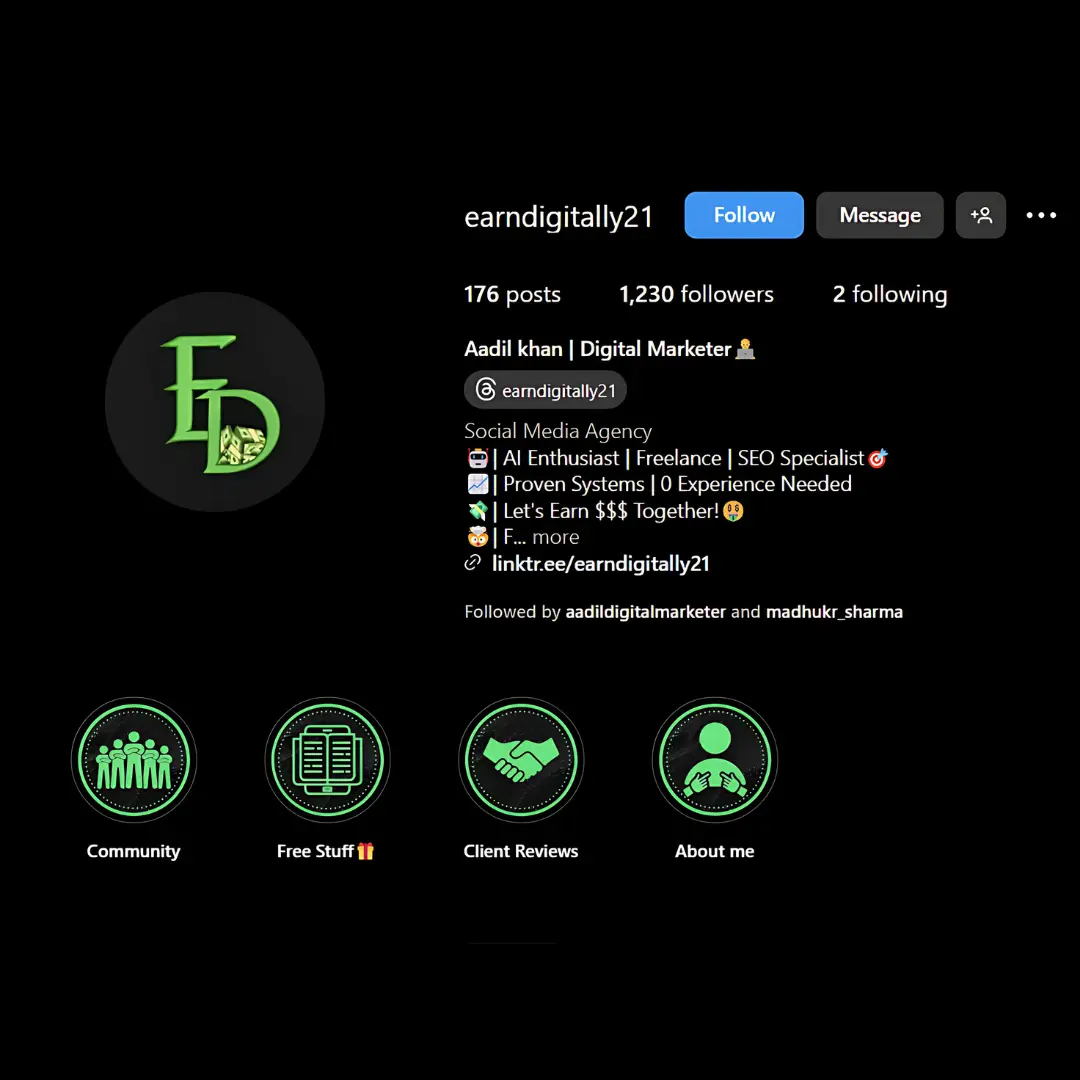 earndigitally21 Follow Message
176 posts 1,230 followers 2 following
Aadil khan | Digital Marketer🧑‍💻
earndigitally21
Social Media Agency
🤖| AI Enthusiast | Freelance | SEO Specialist🎯
📈| Proven Systems | 0 Experience Needed
💸| Let's Earn $$$ Together!🤑
🤯| F... more
linktr.ee/earndigitally21
Followed by aadildigitalmarketer and madhukr_sharma
ED
Community Free Stuff🎁 Client Reviews About me